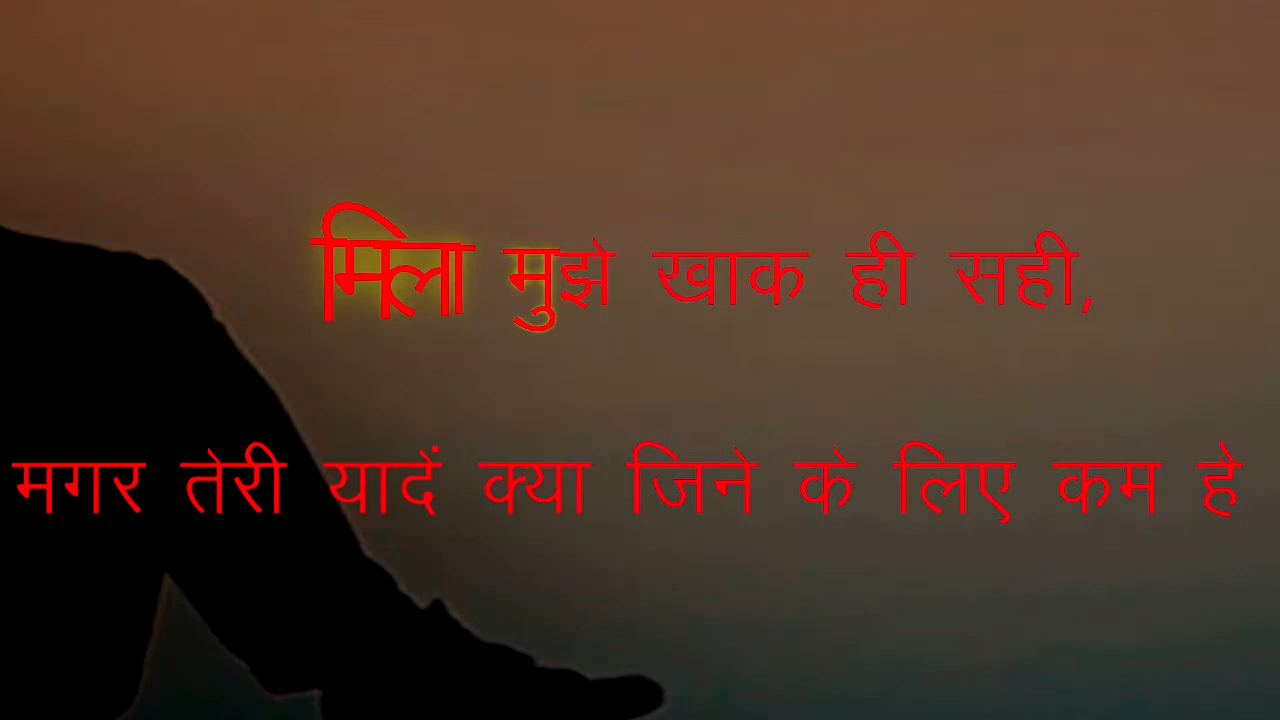 मिला मुझे खाक ही सही,
मगर तेरी यादें क्या जिने के लिए कम हे